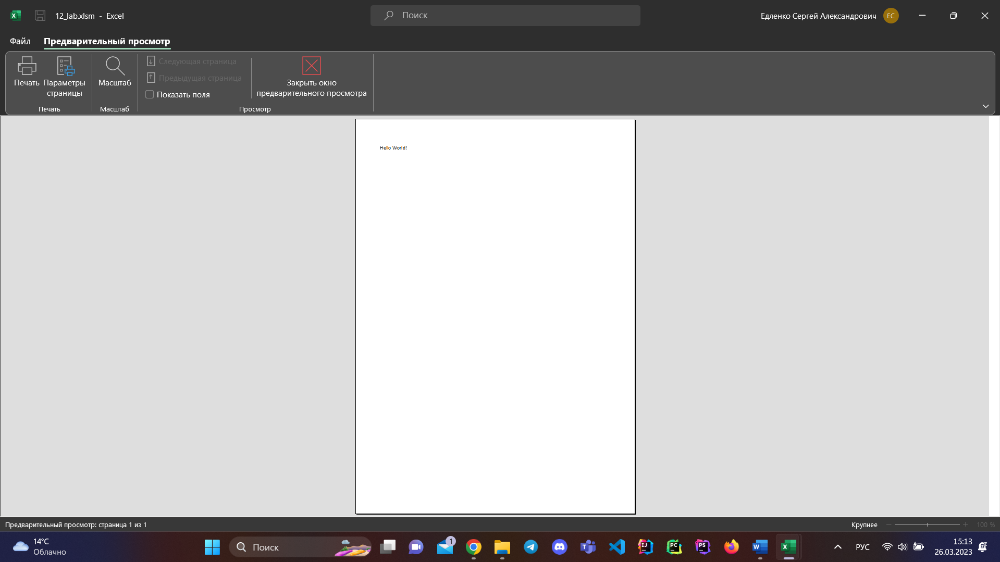 12_lab.xlsm - Excel
Поиск
Едленко Сергей Александрович
ЕС
Файл
Предварительный просмотр
Печать
Параметры
страницы
Масштаб
Следующая страница
Предыдущая страница
Показать поля
Закрыть окно
предварительного просмотра
Печать
Масштаб
Просмотр
Hello World!
Предварительный просмотр: страница 1 из 1
Крупнее
100 %
14°C
Облачно
Поиск
1
РУС
15:13
26.03.2023